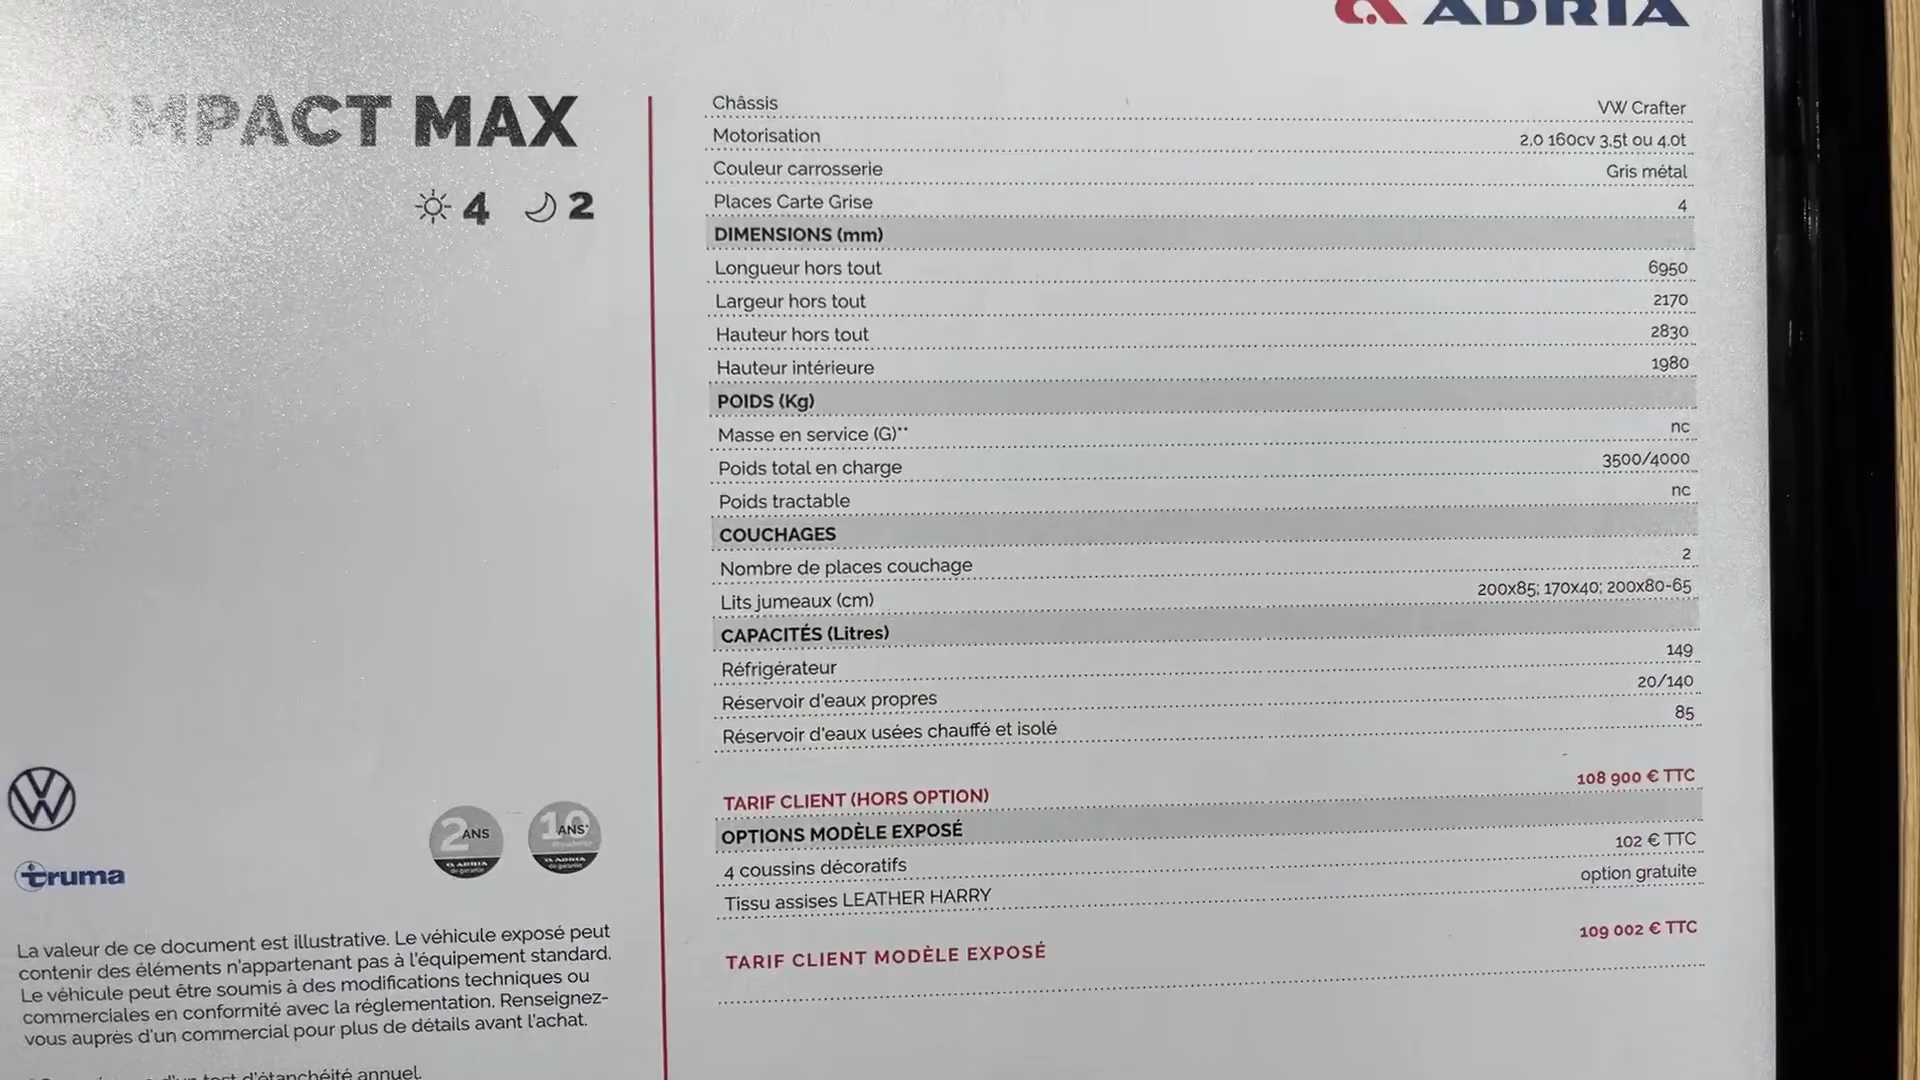 ADRIA
COMPACT MAX
4 2
Châssis VW Crafter
Motorisation 2,0 160cv 3,5t ou 4.0t
Couleur carrosserie Gris métal
Places Carte Grise 4
DIMENSIONS (mm)
Longueur hors tout 6950
Largeur hors tout 2170
Hauteur hors tout 2830
Hauteur intérieure 1980
POIDS (Kg)
Masse en service (G)** nc
Poids total en charge 3500/4000
Poids tractable nc
COUCHAGES
Nombre de places couchage 2
Lits jumeaux (cm) 200x85; 170x40; 200x80-65
CAPACITÉS (Litres)
Réfrigérateur 149
Réservoir d'eaux propres 20/140
Réservoir d'eaux usées chauffé et isolé 85
TARIF CLIENT (HORS OPTION) 108 900 € TTC
OPTIONS MODÈLE EXPOSÉ
4 coussins décoratifs 102 € TTC
Tissu assises LEATHER HARRY option gratuite
TARIF CLIENT MODÈLE EXPOSÉ 109 002 € TTC
2 ANS
ADRIA
de garantie
10 ANS*
ADRIA
de garantie
truma
La valeur de ce document est illustrative. Le véhicule exposé peut
contenir des éléments n'appartenant pas à l'équipement standard.
Le véhicule peut être soumis à des modifications techniques ou
commerciales en conformité avec la réglementation. Renseignez-
vous auprès d'un commercial pour plus de détails avant l'achat.
d'un test d'étanchéité annuel.